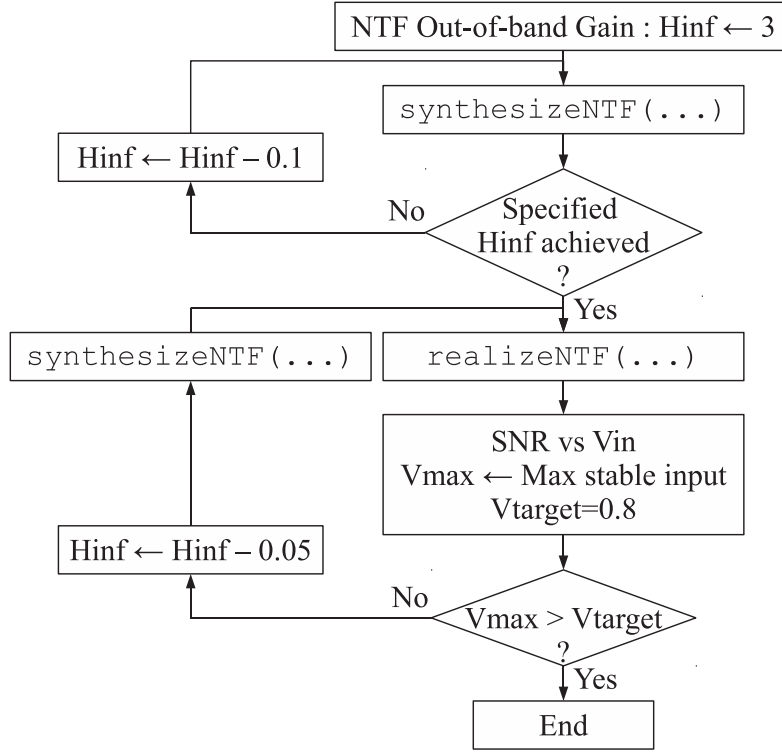 NTF Out-of-band Gain : Hinf ← 3
synthesizeNTF(...)
Hinf ← Hinf – 0.1
No
Specified
Hinf achieved
?
Yes
synthesizeNTF(...)
realizeNTF(...)
SNR vs Vin
Vmax ← Max stable input
Vtarget=0.8
Hinf ← Hinf – 0.05
No
Vmax > Vtarget
?
Yes
End